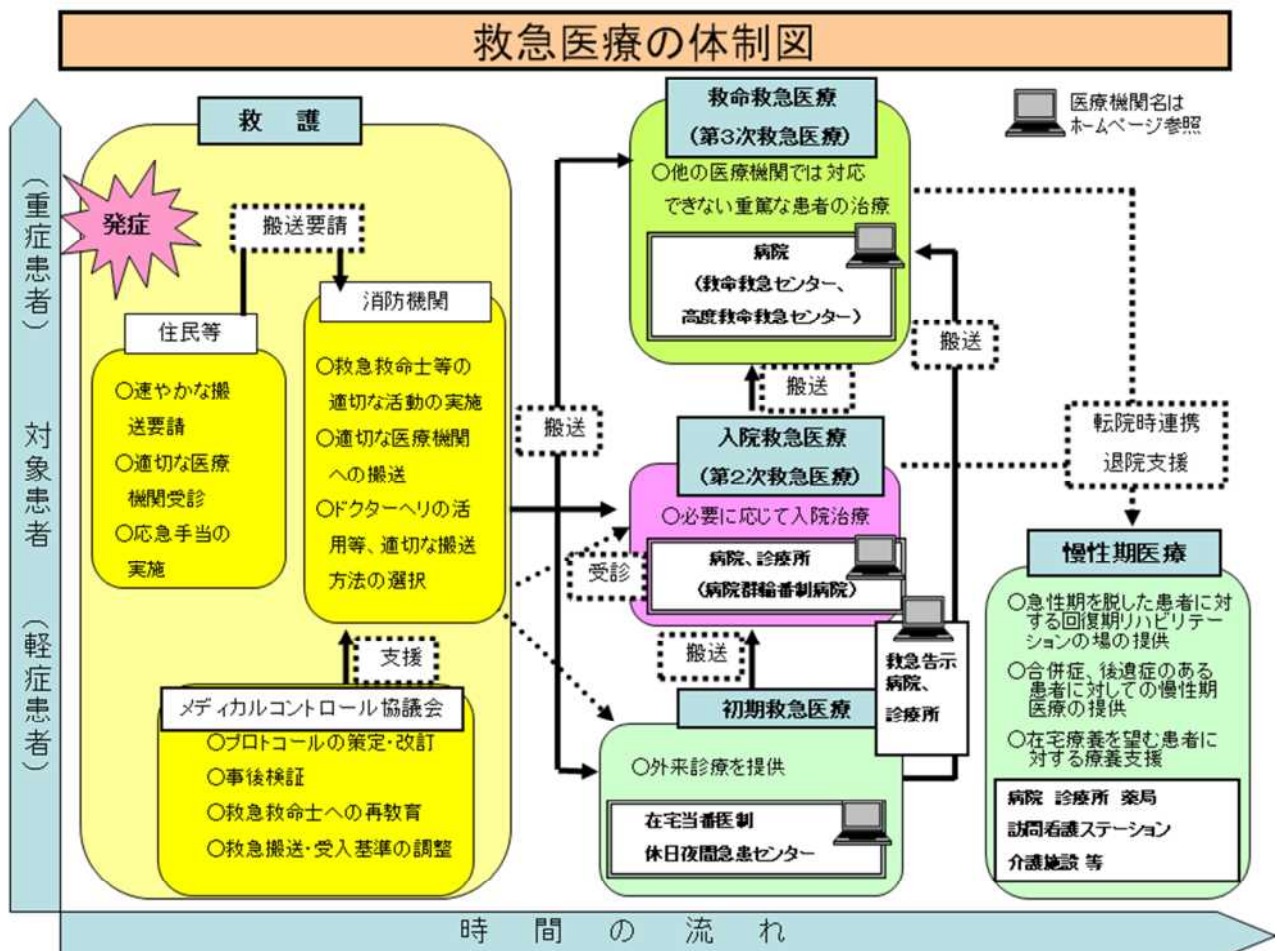 救急医療の体制図
救 護
発症
搬送要請
住民等
○速やかな搬
送要請
○適切な医療
機関受診
○応急手当の
実施
消防機関
○救急救命士等の
適切な活動の実施
○適切な医療機関
への搬送
○ドクターヘリの活
用等、適切な搬送
方法の選択
支援
メディカルコントロール協議会
○プロトコールの策定・改訂
○事後検証
○救急救命士への再教育
○救急搬送・受入基準の調整
搬送
受診
救命救急医療
(第3次救急医療)
○他の医療機関では対応
できない重篤な患者の治療
病院
(救命救急センター、
高度救命救急センター)
搬送
入院救急医療
(第2次救急医療)
○必要に応じて入院治療
病院、診療所
(病院群輪番制病院)
搬送
初期救急医療
○外来診療を提供
在宅当番医制
休日夜間急患センター
救急告示
病院、
診療所
搬送
医療機関名は
ホームページ参照
転院時連携
退院支援
慢性期医療
○急性期を脱した患者に対
する回復期リハビリテー
ションの場の提供
○合併症、後遺症のある
患者に対しての慢性期
医療の提供
○在宅療養を望む患者に
対する療養支援
病院 診療所 薬局
訪問看護ステーション
介護施設 等
(重症患者)
対象患者
(軽症患者)
時間の流れ